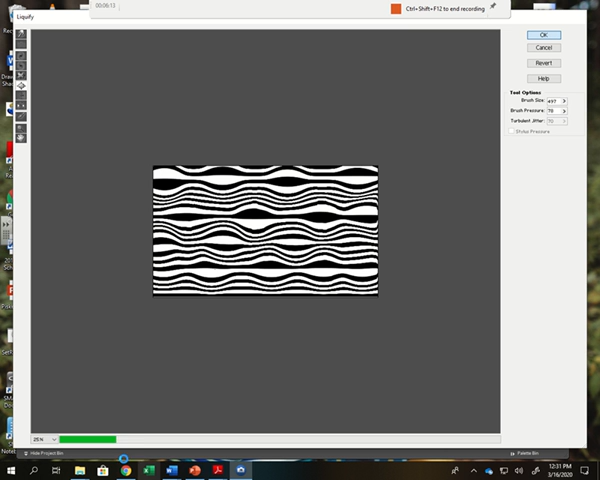 00:06:13
Ctrl+Shift+F12 to end recording
Liquify
OK
Cancel
Revert
Help
Tool Options
Brush Size: 497
Brush Pressure: 78
Turbulent Jitter: 70
Stylus Pressure
25%
Hide Project Bin
Palette Bin
12:31 PM
3/16/2020